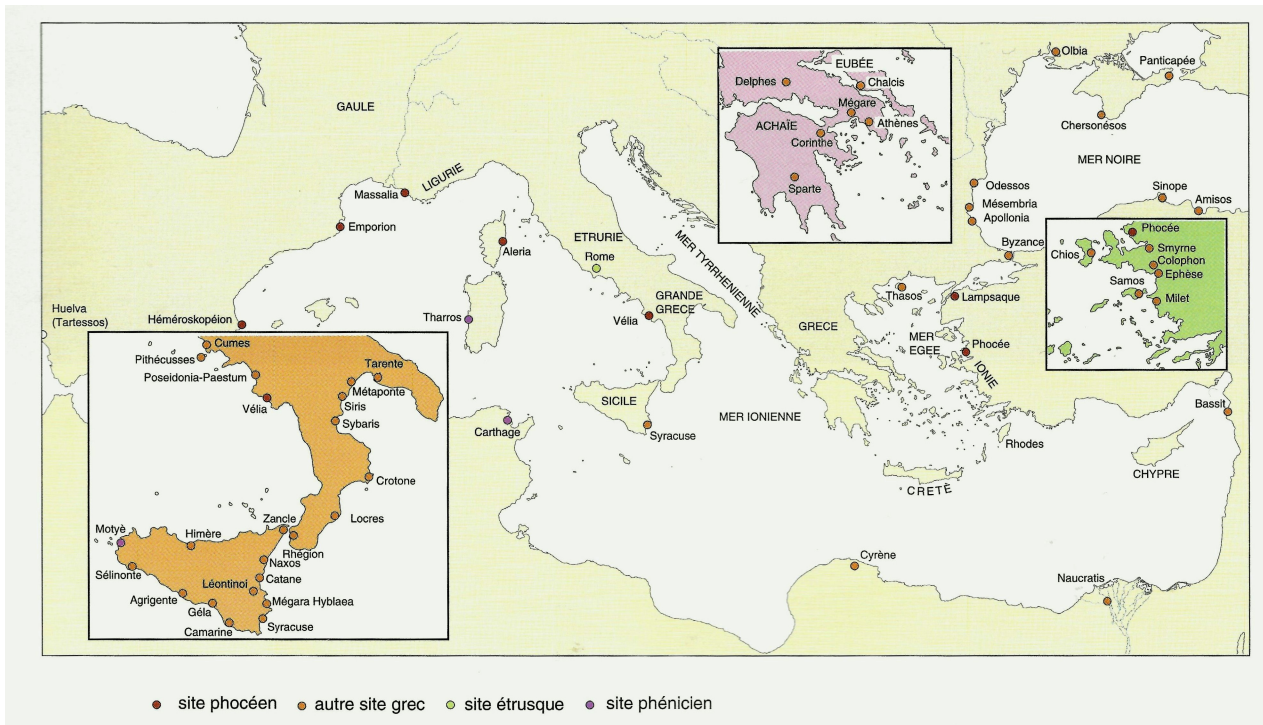 Olbia
Panticapée
EUBÉE
Delphes
Chalcis
Mégare
ACHAÏE
Athènes
Corinthe
Sparte
GAULE
Chersonésos
MER NOIRE
LIGURIE
Massalia
Odessos
Sinope
Mésembria
Amisos
Apollonia
Emporion
Aleria
ETRURIE
Rome
MER TYRRHENIENNE
Byzance
Phocée
Chios
Smyrne
Colophon
Ephèse
Samos
Milet
Huelva
(Tartessos)
Héméroskopéion
Tharros
GRANDE
GRECE
Vélia
Thasos
Lampsaque
GRECE
MER
EGEE
Phocée
IONIE
Cumes
Pithécusses
Tarente
Poseidonia-Paestum
Métaponte
Vélia
Siris
Sybaris
SICILE
MER IONIENNE
Bassit
Carthage
Syracuse
Rhodes
CHYPRE
CRETÈ
Crotone
Zancle
Locres
Motyè
Himère
Rhégion
Naxos
Sélinonte
Catane
Léontinoi
Agrigente
Mégara Hyblaea
Géla
Syracuse
Camarine
Cyrène
Naucratis
site phocéen
autre site grec
site étrusque
site phénicien